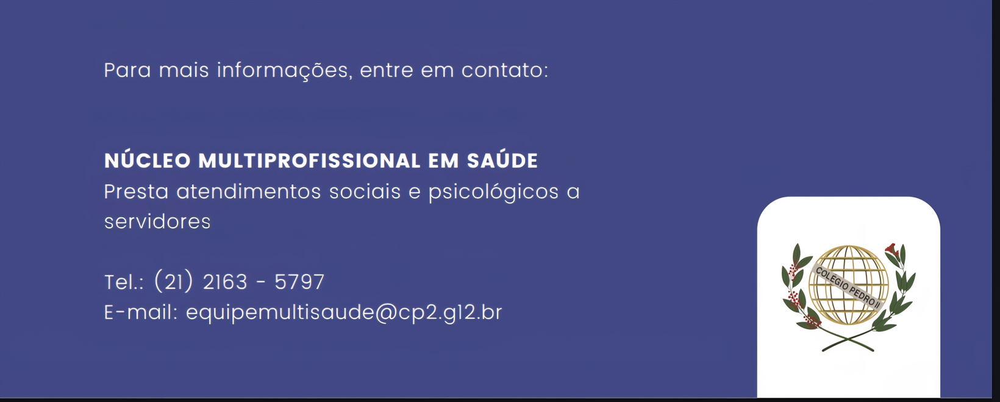 Para mais informações, entre em contato:
NÚCLEO MULTIPROFISSIONAL EM SAÚDE
Presta atendimentos sociais e psicológicos a
servidores
Tel.: (21) 2163 - 5797
E-mail: equipemultisaude@cp2.g12.br
COLEGIO PEDRO II